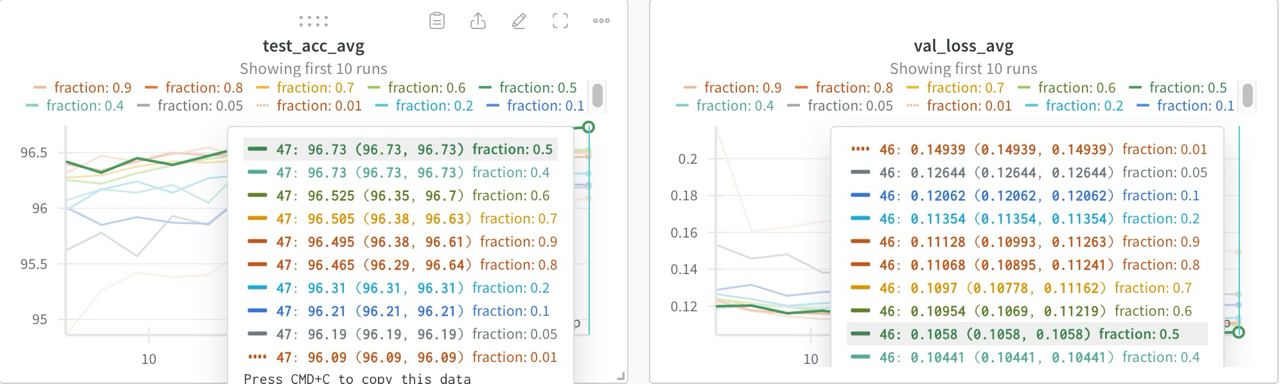 test_acc_avg
Showing first 10 runs
fraction: 0.9 fraction: 0.8 fraction: 0.7 fraction: 0.6 fraction: 0.5
fraction: 0.4 fraction: 0.05 fraction: 0.01 fraction: 0.2 fraction: 0.1
96.5
96
95.5
95
10
47: 96.73 (96.73, 96.73) fraction: 0.5
47: 96.73 (96.73, 96.73) fraction: 0.4
47: 96.525 (96.35, 96.7) fraction: 0.6
47: 96.505 (96.38, 96.63) fraction: 0.7
47: 96.495 (96.38, 96.61) fraction: 0.9
47: 96.465 (96.29, 96.64) fraction: 0.8
47: 96.31 (96.31, 96.31) fraction: 0.2
47: 96.21 (96.21, 96.21) fraction: 0.1
47: 96.19 (96.19, 96.19) fraction: 0.05
47: 96.09 (96.09, 96.09) fraction: 0.01
Press CMD+C to copy this data
val_loss_avg
Showing first 10 runs
fraction: 0.9 fraction: 0.8 fraction: 0.7 fraction: 0.6 fraction: 0.5
fraction: 0.4 fraction: 0.05 fraction: 0.01 fraction: 0.2 fraction: 0.1
0.2
0.18
0.16
0.14
0.12
10
46: 0.14939 (0.14939, 0.14939) fraction: 0.01
46: 0.12644 (0.12644, 0.12644) fraction: 0.05
46: 0.12062 (0.12062, 0.12062) fraction: 0.1
46: 0.11354 (0.11354, 0.11354) fraction: 0.2
46: 0.11128 (0.10993, 0.11263) fraction: 0.9
46: 0.11068 (0.10895, 0.11241) fraction: 0.8
46: 0.1097 (0.10778, 0.11162) fraction: 0.7
46: 0.10954 (0.1069, 0.11219) fraction: 0.6
46: 0.1058 (0.1058, 0.1058) fraction: 0.5
46: 0.10441 (0.10441, 0.10441) fraction: 0.4